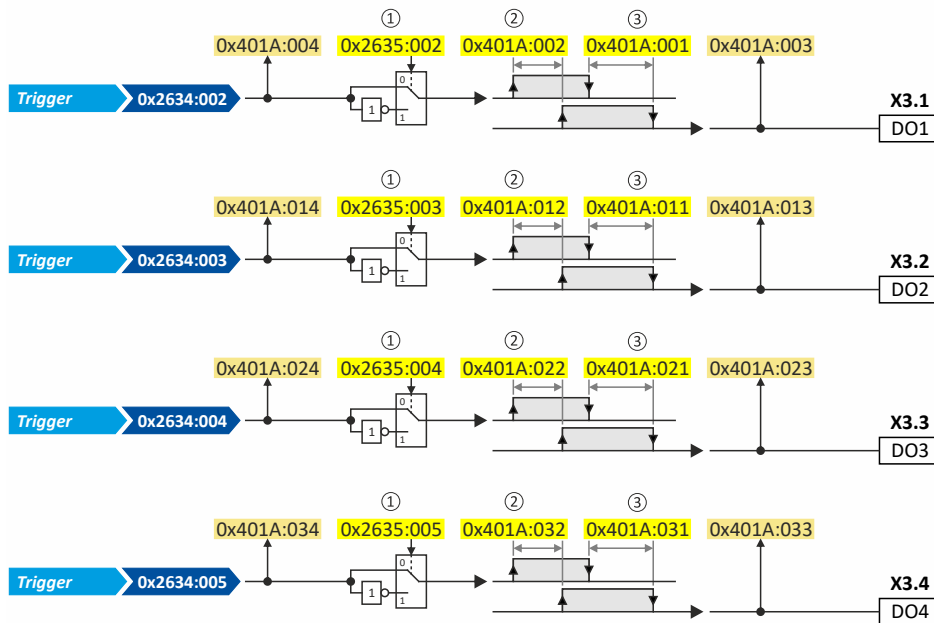 ① ② ③
0x401A:004 0x2635:002 0x401A:002 0x401A:001 0x401A:003
0
Trigger 0x2634:002 X3.1
1 1
DO1
① ② ③
0x401A:014 0x2635:003 0x401A:012 0x401A:011 0x401A:013
0
Trigger 0x2634:003 X3.2
1 1
DO2
① ② ③
0x401A:024 0x2635:004 0x401A:022 0x401A:021 0x401A:023
0
Trigger 0x2634:004 X3.3
1 1
DO3
① ② ③
0x401A:034 0x2635:005 0x401A:032 0x401A:031 0x401A:033
0
Trigger 0x2634:005 X3.4
1 1
DO4